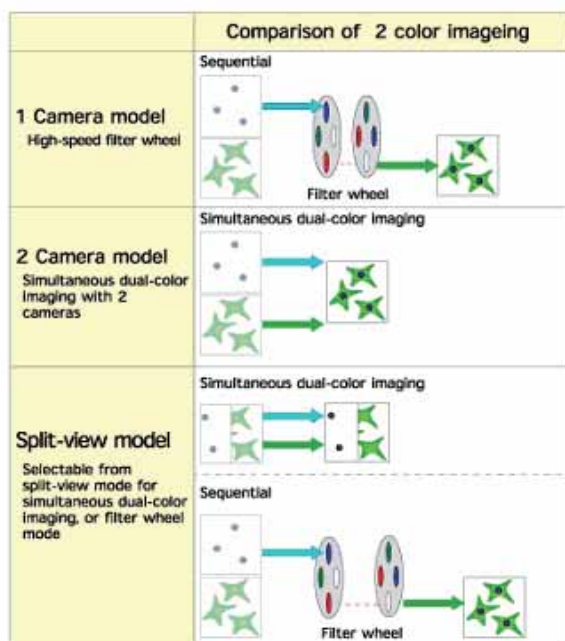 Comparison of 2 color imageing
1 Camera model
High-speed filter wheel
Sequential
Filter wheel
2 Camera model
Simultaneous dual-color
imaging with 2
cameras
Simultaneous dual-color imaging
Split-view model
Selectable from
split-view mode for
simultaneous dual-color
imaging, or filter wheel
mode
Simultaneous dual-color imaging
Sequential
Filter wheel